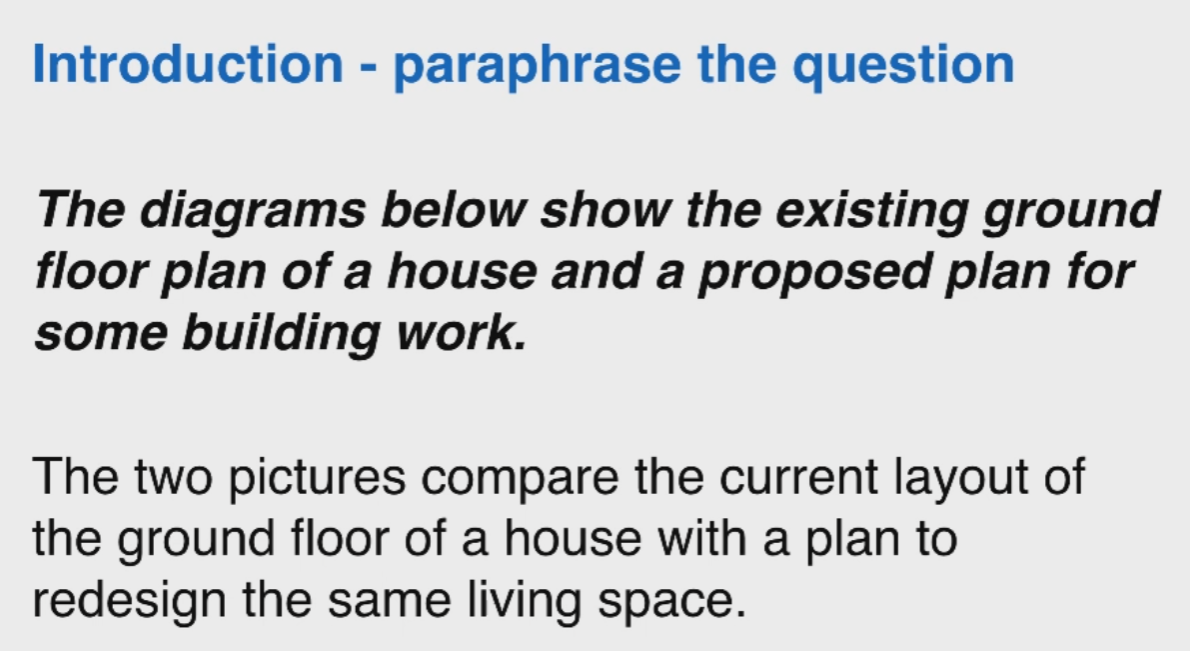 Introduction - paraphrase the question
The diagrams below show the existing ground
floor plan of a house and a proposed plan for
some building work.
The two pictures compare the current layout of
the ground floor of a house with a plan to
redesign the same living space.